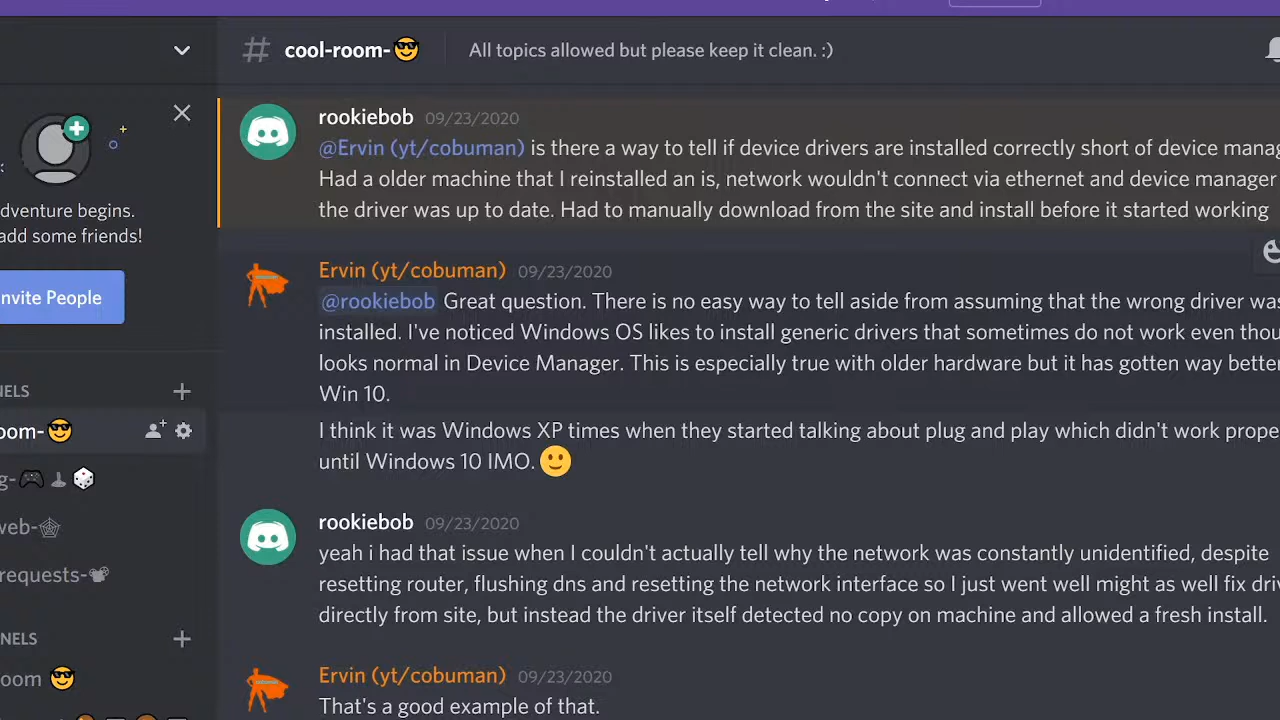 cool-room-😎
All topics allowed but please keep it clean. :)
rookiebob 09/23/2020
@Ervin (yt/cobuman) is there a way to tell if device drivers are installed correctly short of device
Had a older machine that I reinstalled an is, network wouldn't connect via ethernet and device manager
the driver was up to date. Had to manually download from the site and install before it started working
dventure begins.
add some friends!
nvite People
Ervin (yt/cobuman) 09/23/2020
@rookiebob Great question. There is no easy way to tell aside from assuming that the wrong driver
installed. I've noticed Windows OS likes to install generic drivers that sometimes do not work even
looks normal in Device Manager. This is especially true with older hardware but it has gotten way better
Win 10.
I think it was Windows XP times when they started talking about plug and play which didn't work
until Windows 10 IMO. 🙂
NELS
oom-😎
g-🎮🕹🎲
web-🕸
requests-📽
rookiebob 09/23/2020
yeah i had that issue when I couldn't actually tell why the network was constantly unidentified, despite
resetting router, flushing dns and resetting the network interface so I just went well might as well fix
directly from site, but instead the driver itself detected no copy on machine and allowed a fresh install.
NELS
oom 😎
Ervin (yt/cobuman) 09/23/2020
That's a good example of that.